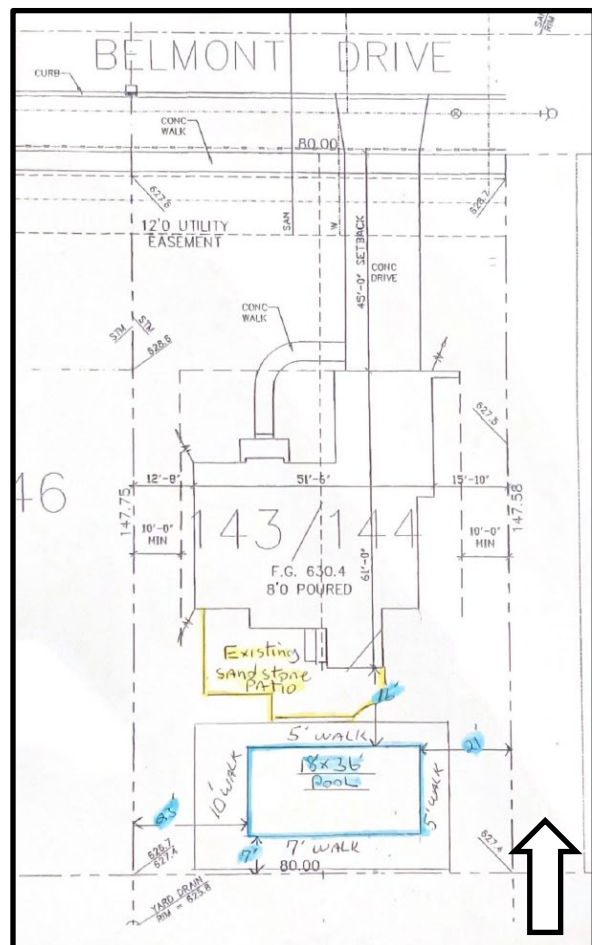 SAN
RIM
BELMONT DRIVE
CURB
CONC
WALK
80.00
627.8
628.2
12'0 UTILITY
EASEMENT
SAN
W
45'-0" SETBACK
CONC
DRIVE
STM
STM
628.6
CONC
WALK
627.5
46
12'-8"
51'-6"
15'-10"
147.75
147.58
10'-0"
MIN
143/144
10'-0"
MIN
F.G. 630.4
8'0 POURED
61'-0"
Existing
SANDSTONE
PATIO
16'
5' WALK
18x36'
POOL
21'
10' WALK
5' WALK
23'
7'
7' WALK
80.00
626.7
627.4
627.4
YARD DRAIN
RIM = 625.8